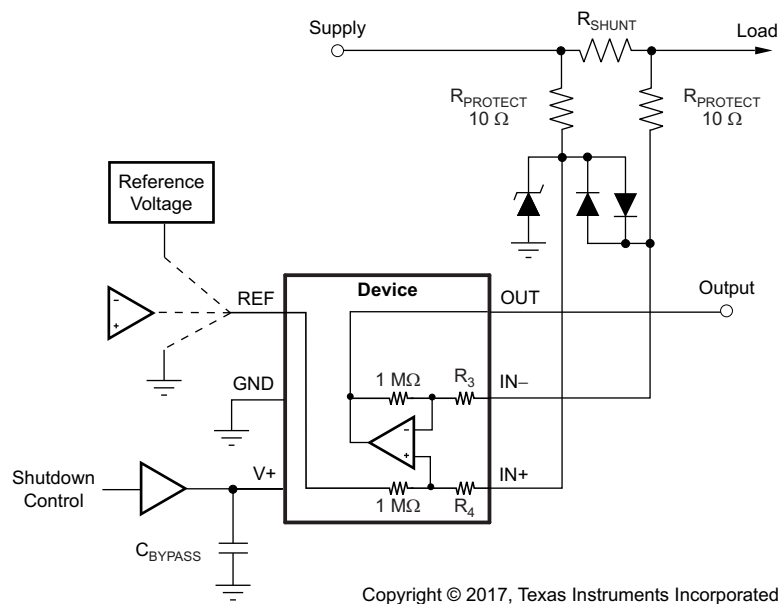 R_SHUNT
Supply
Load
R_PROTECT
10 Ω
R_PROTECT
10 Ω
Reference
Voltage
Device
REF
OUT
Output
-
+
GND
1 MΩ
R_3
IN−
-
+
Shutdown
Control
V+
IN+
1 MΩ
R_4
C_BYPASS
Copyright © 2017, Texas Instruments Incorporated